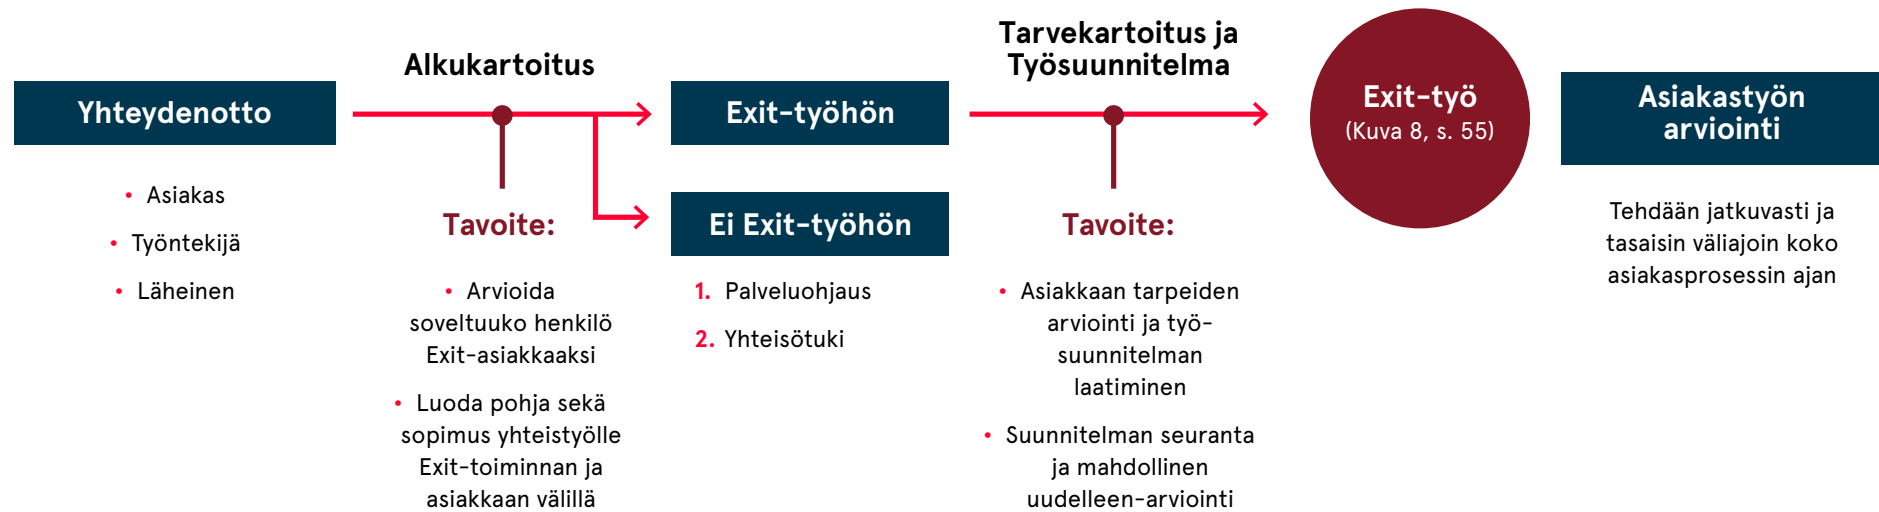 Yhteydenotto
• Asiakas
• Työntekijä
• Läheinen
Alkukartoitus
Tavoite:
• Arvioida
soveltuuko henkilö
Exit-asiakkaaksi
• Luoda pohja sekä
sopimus yhteistyölle
Exit-toiminnan ja
asiakkaan välillä
Exit-työhön
Ei Exit-työhön
1. Palveluohjaus
2. Yhteisötuki
Tarvekartoitus ja
Työsuunnitelma
Tavoite:
• Asiakkaan tarpeiden
arviointi ja työ-
suunnitelman
laatiminen
• Suunnitelman seuranta
ja mahdollinen
uudelleen-arviointi
Exit-työ
(Kuva 8, s. 55)
Asiakastyön
arviointi
Tehdään jatkuvasti ja
tasaisin väliajoin koko
asiakasprosessin ajan